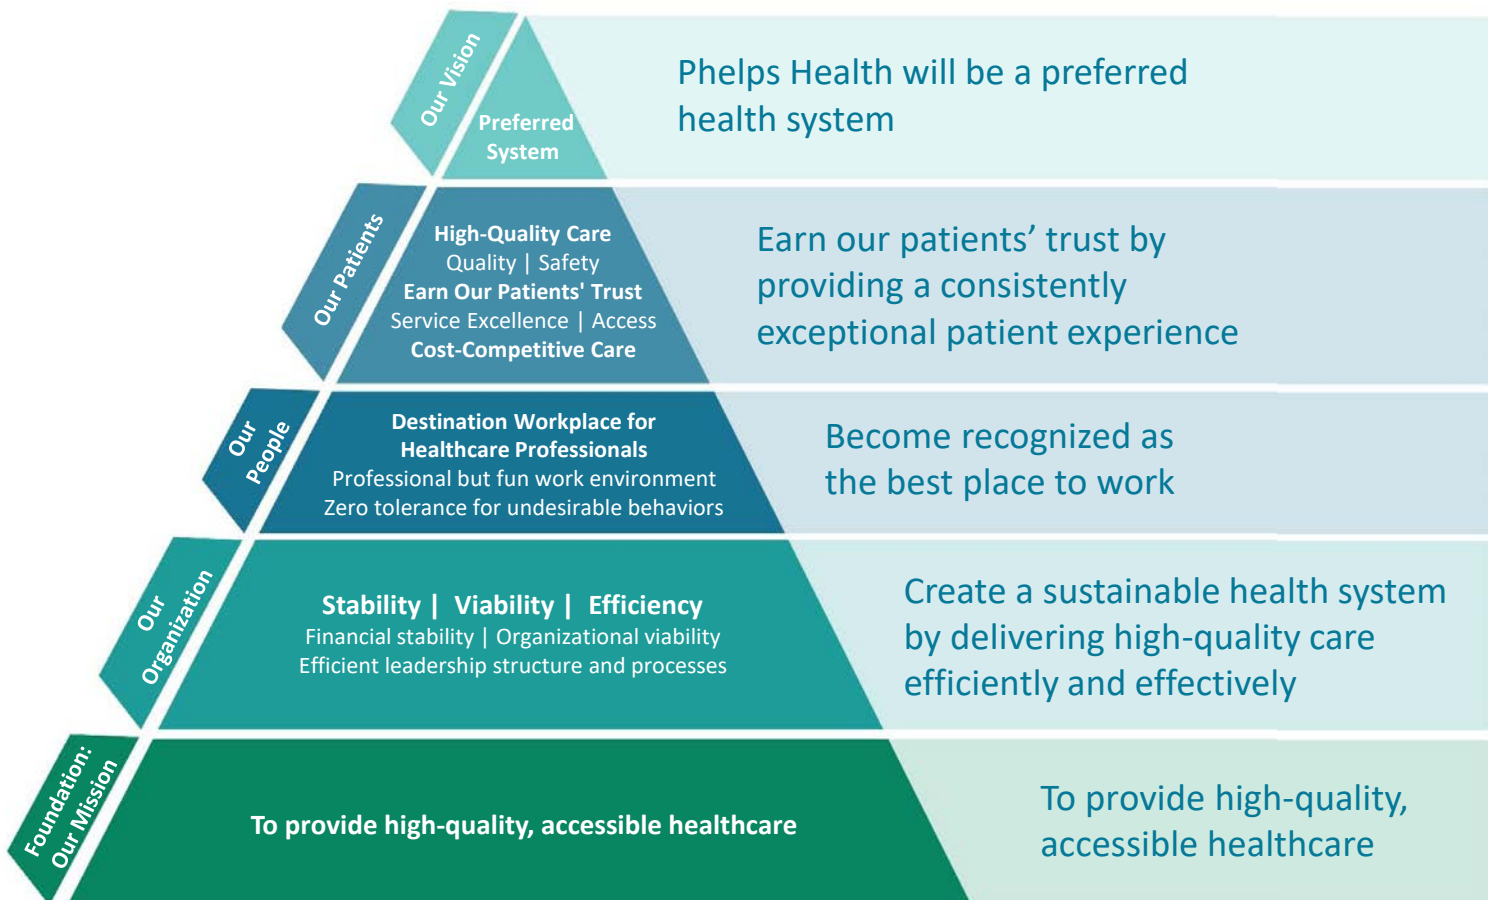 Our Vision
Preferred
System
Phelps Health will be a preferred
health system
Our Patients
High-Quality Care
Quality | Safety
Earn Our Patients' Trust
Service Excellence | Access
Cost-Competitive Care
Earn our patients’ trust by
providing a consistently
exceptional patient experience
Our
People
Destination Workplace for
Healthcare Professionals
Professional but fun work environment
Zero tolerance for undesirable behaviors
Become recognized as
the best place to work
Our
Organization
Stability | Viability | Efficiency
Financial stability | Organizational viability
Efficient leadership structure and processes
Create a sustainable health system
by delivering high-quality care
efficiently and effectively
Foundation:
Our Mission
To provide high-quality, accessible healthcare
To provide high-quality,
accessible healthcare